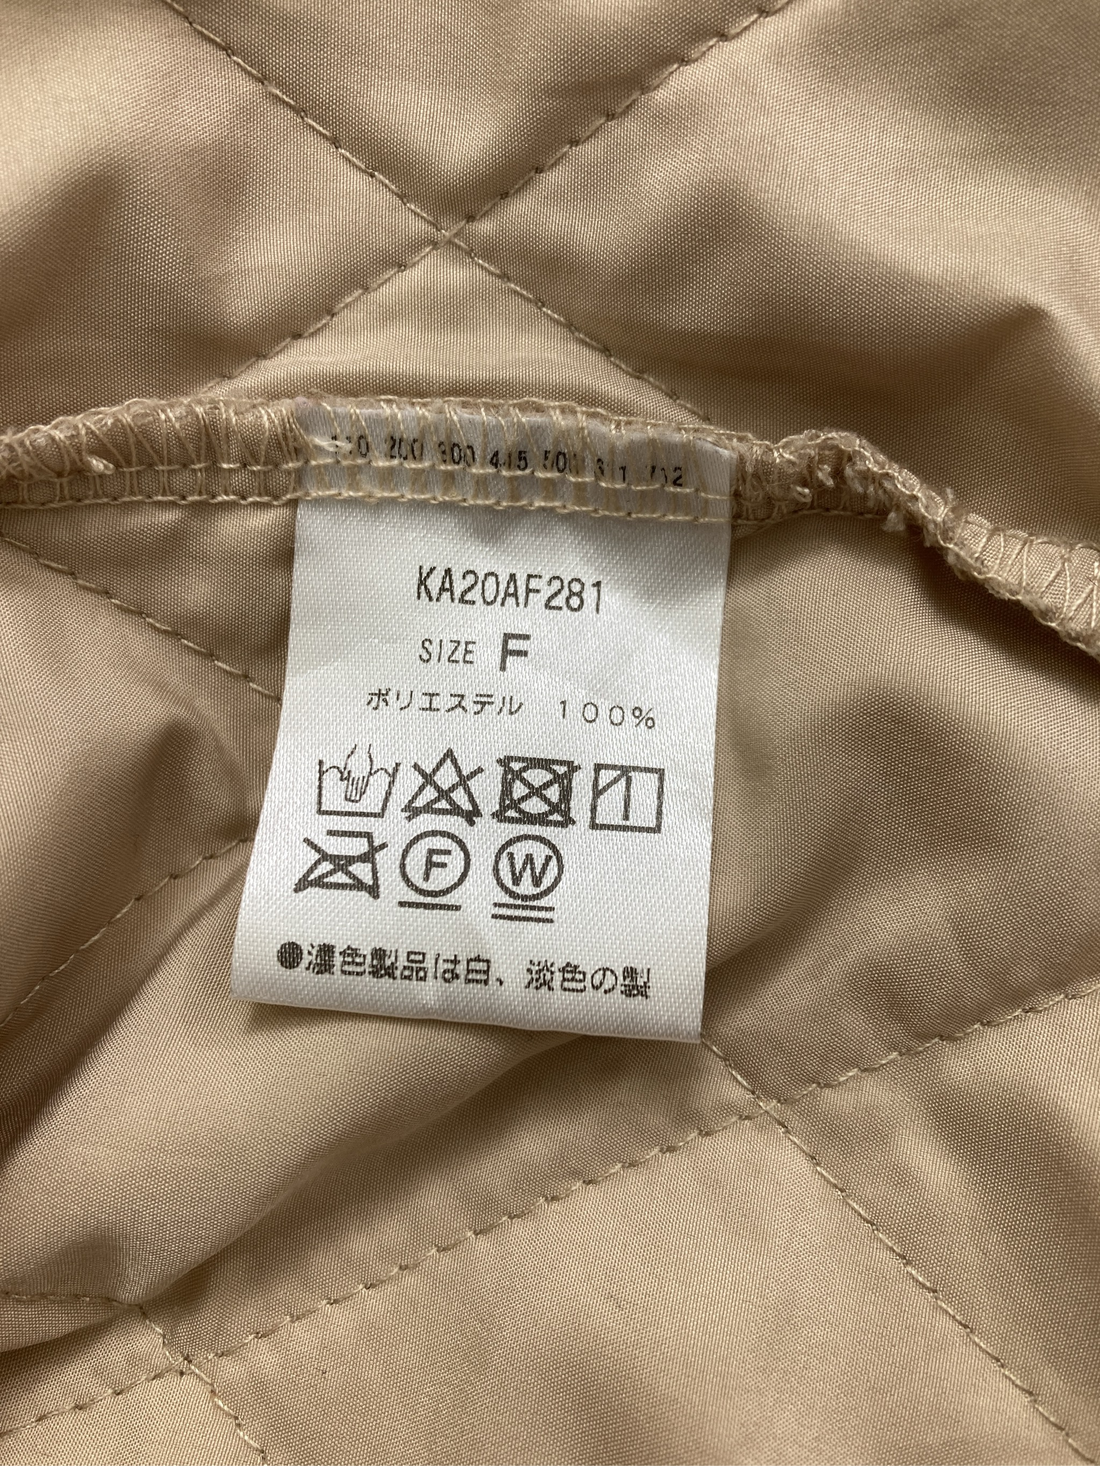 KA20AF281
SIZE F
ポリエステル 100%
F W
●濃色製品は白、淡色の製